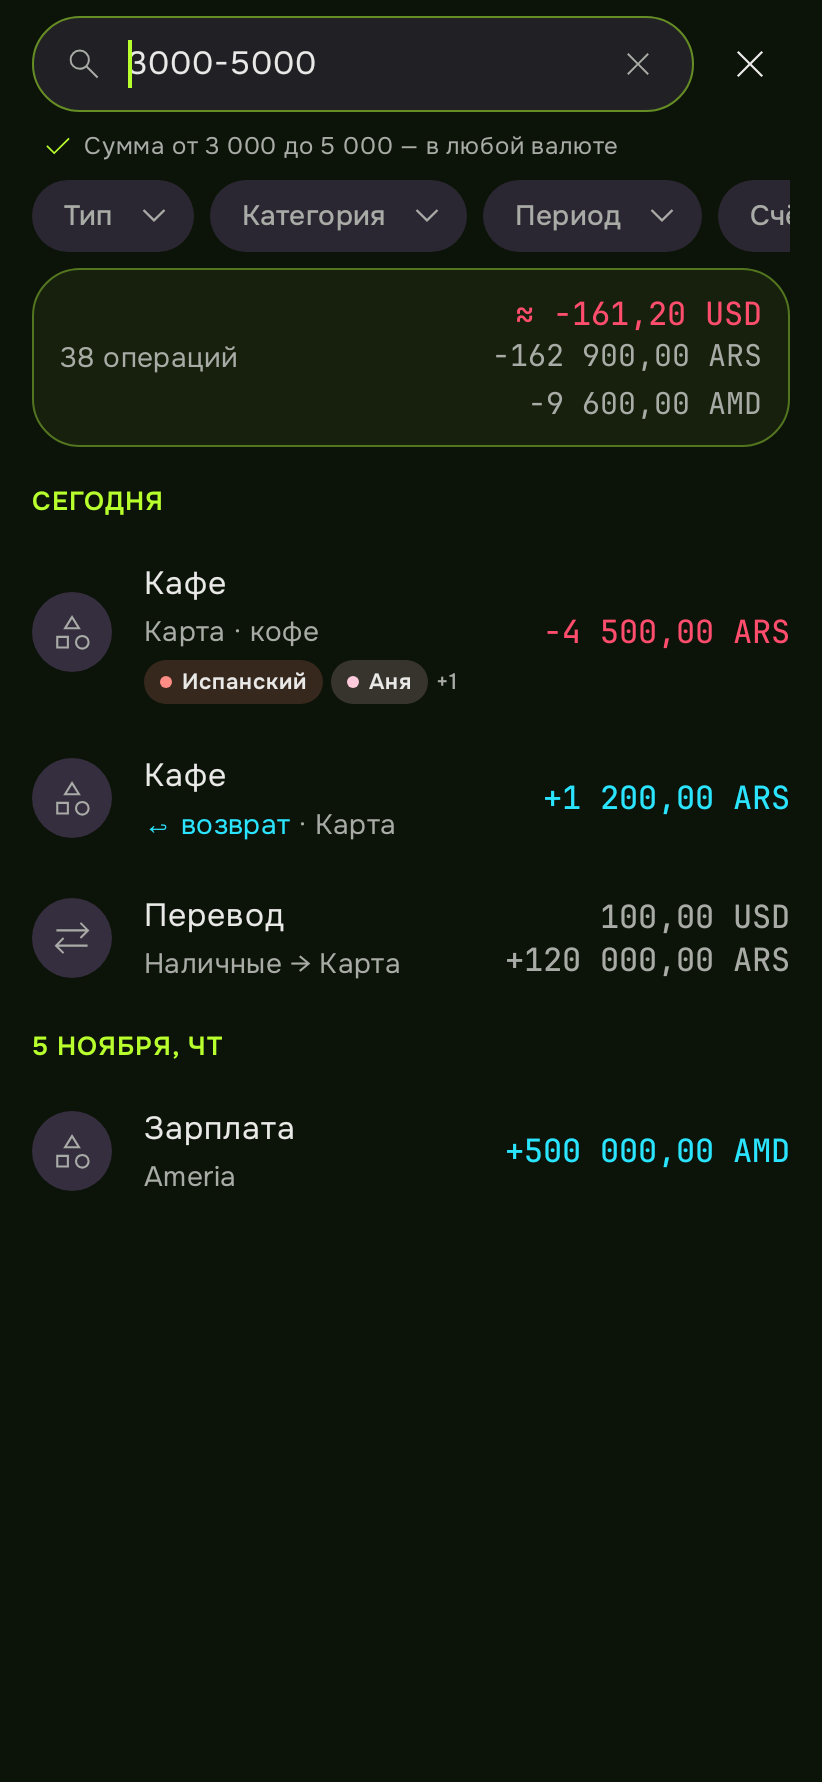 3000-5000
Сумма от 3 000 до 5 000 — в любой валюте
Тип Категория Период Счё
≈ -161,20 USD
38 операций -162 900,00 ARS
-9 600,00 AMD
СЕГОДНЯ
Кафе
Карта · кофе -4 500,00 ARS
Испанский Аня +1
Кафе
+1 200,00 ARS
← возврат · Карта
Перевод 100,00 USD
Наличные → Карта +120 000,00 ARS
5 НОЯБРЯ, ЧТ
Зарплата
+500 000,00 AMD
Ameria